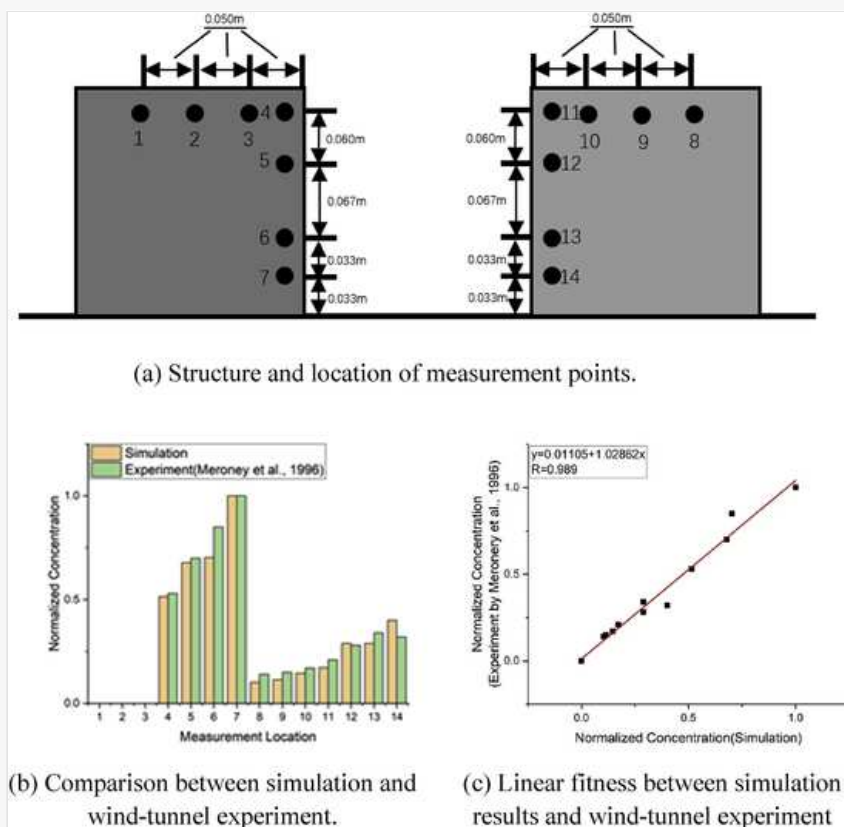 0.050m
0.050m
1
2
3
4
5
6
7
0.060m
0.067m
0.033m
0.033m
0.060m
0.067m
0.033m
0.033m
11
10
9
8
12
13
14
(a) Structure and location of measurement points.
Simulation
Experiment(Meroney et al., 1996)
Normalized Concentration
1.0
0.5
0.0
1 2 3 4 5 6 7 8 9 10 11 12 13 14
Measurement Location
(b) Comparison between simulation and
wind-tunnel experiment.
y=0.01105+1.02862x
R=0.989
Normalized Concentration
(Experiment by Meronery et al., 1996)
1.0
0.5
0.0
0.0 0.5 1.0
Normalized Concentration(Simulation)
(c) Linear fitness between simulation
results and wind-tunnel experiment